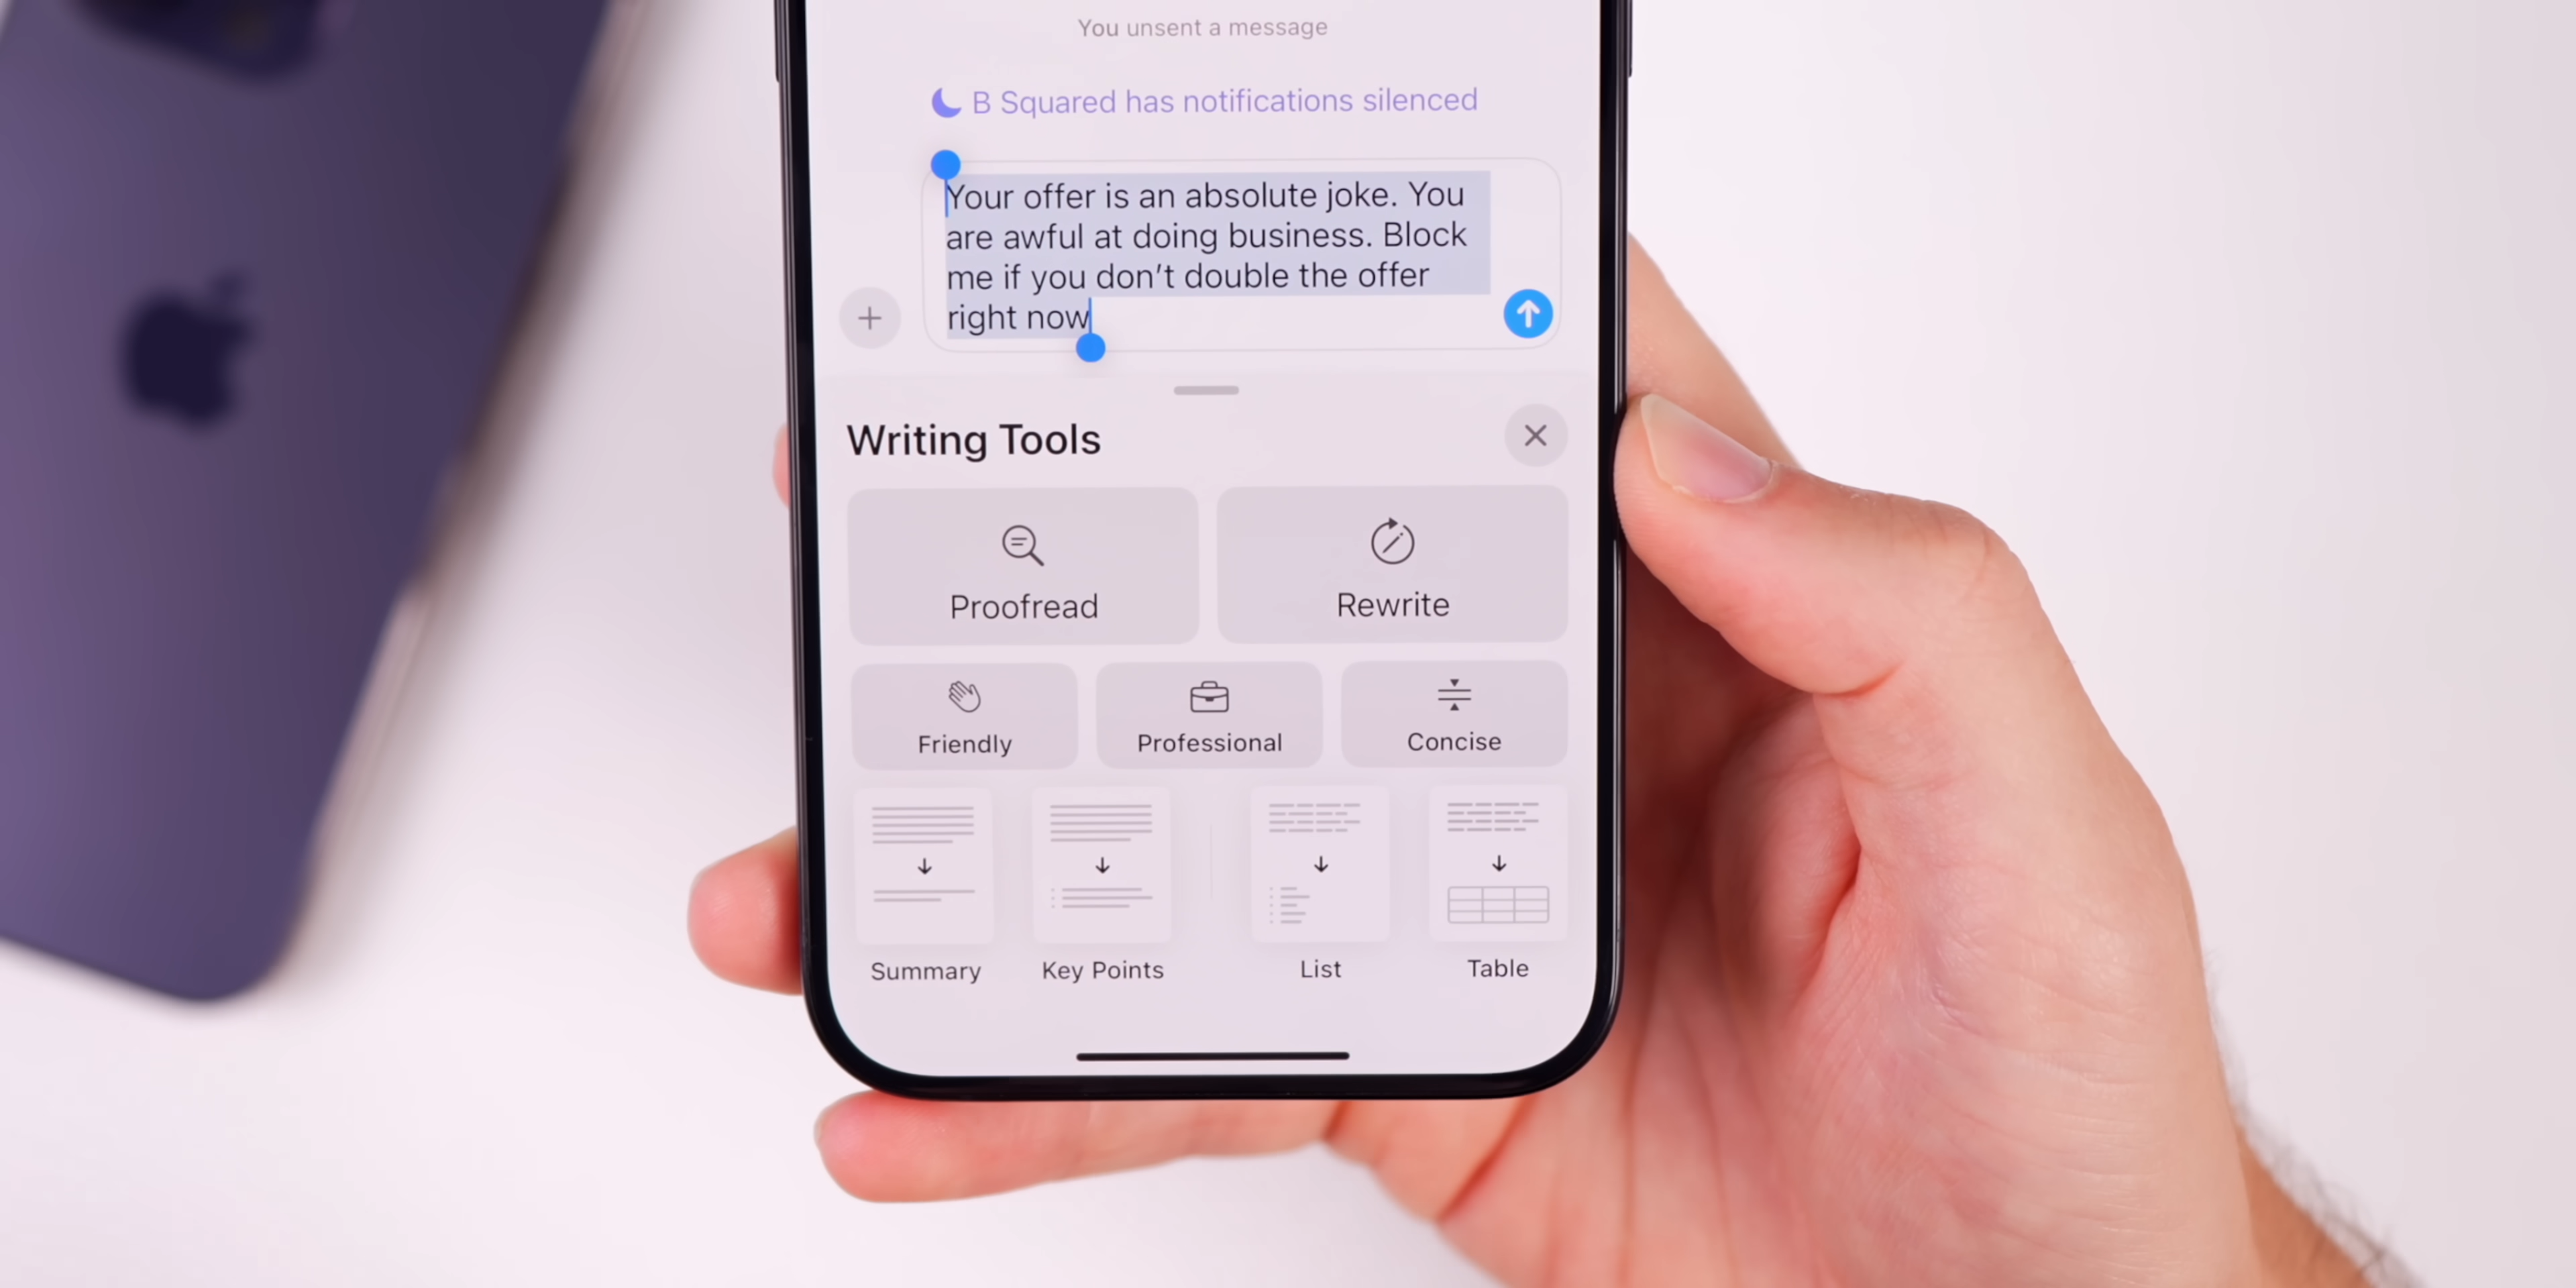 You unsent a message
B Squared has notifications silenced
Your offer is an absolute joke. You
are awful at doing business. Block
me if you don’t double the offer
right now
Writing Tools
Proofread
Rewrite
Friendly
Professional
Concise
Summary
Key Points
List
Table